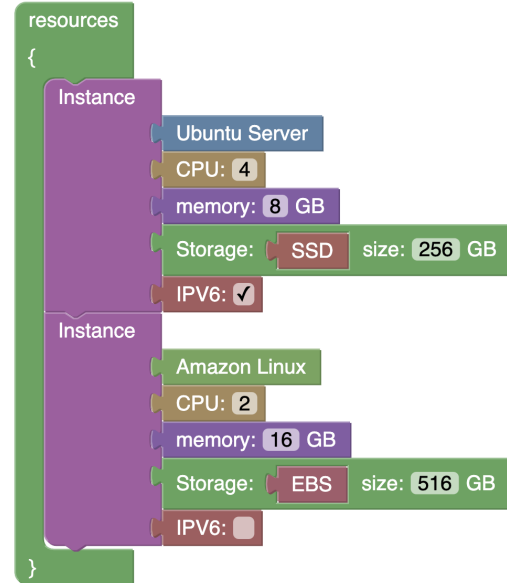 resources
{
Instance
Ubuntu Server
CPU: 4
memory: 8 GB
Storage: SSD size: 256 GB
IPV6: ✓
Instance
Amazon Linux
CPU: 2
memory: 16 GB
Storage: EBS size: 516 GB
IPV6:
}